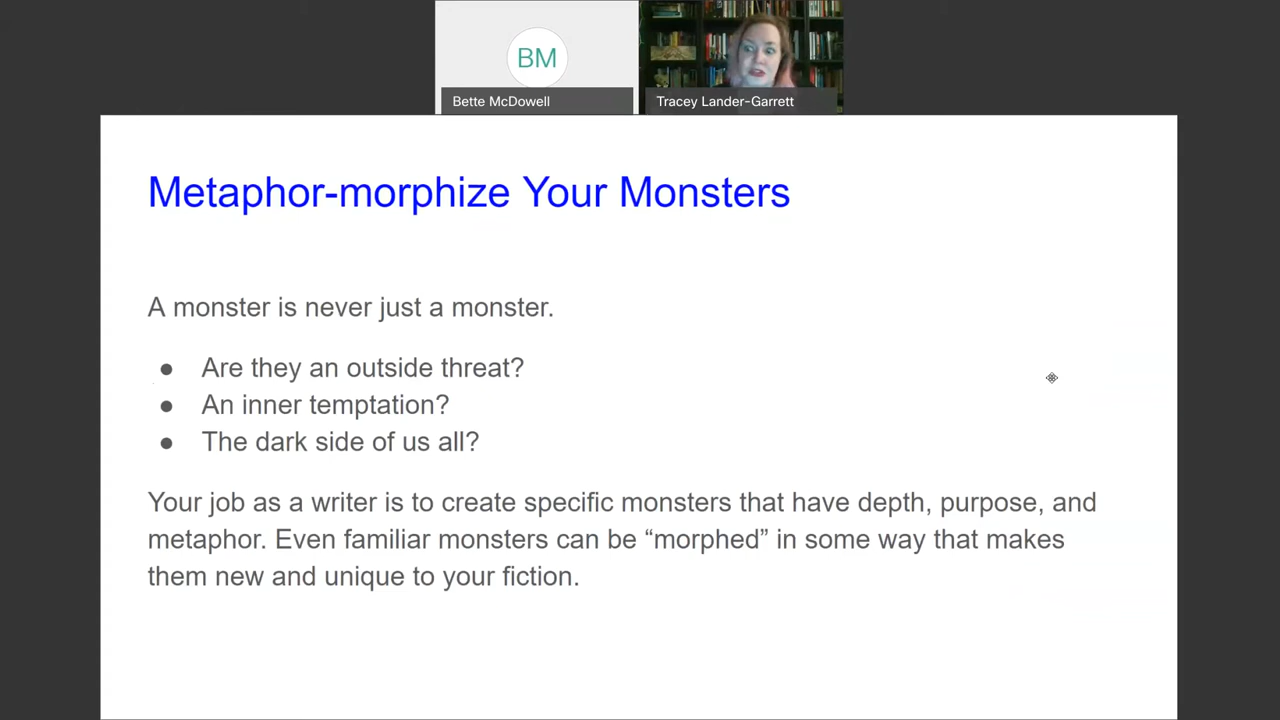 BM
Bette McDowell
Tracey Lander-Garrett
Metaphor-morphize Your Monsters
A monster is never just a monster.
● Are they an outside threat?
● An inner temptation?
● The dark side of us all?
Your job as a writer is to create specific monsters that have depth, purpose, and
metaphor. Even familiar monsters can be “morphed” in some way that makes
them new and unique to your fiction.